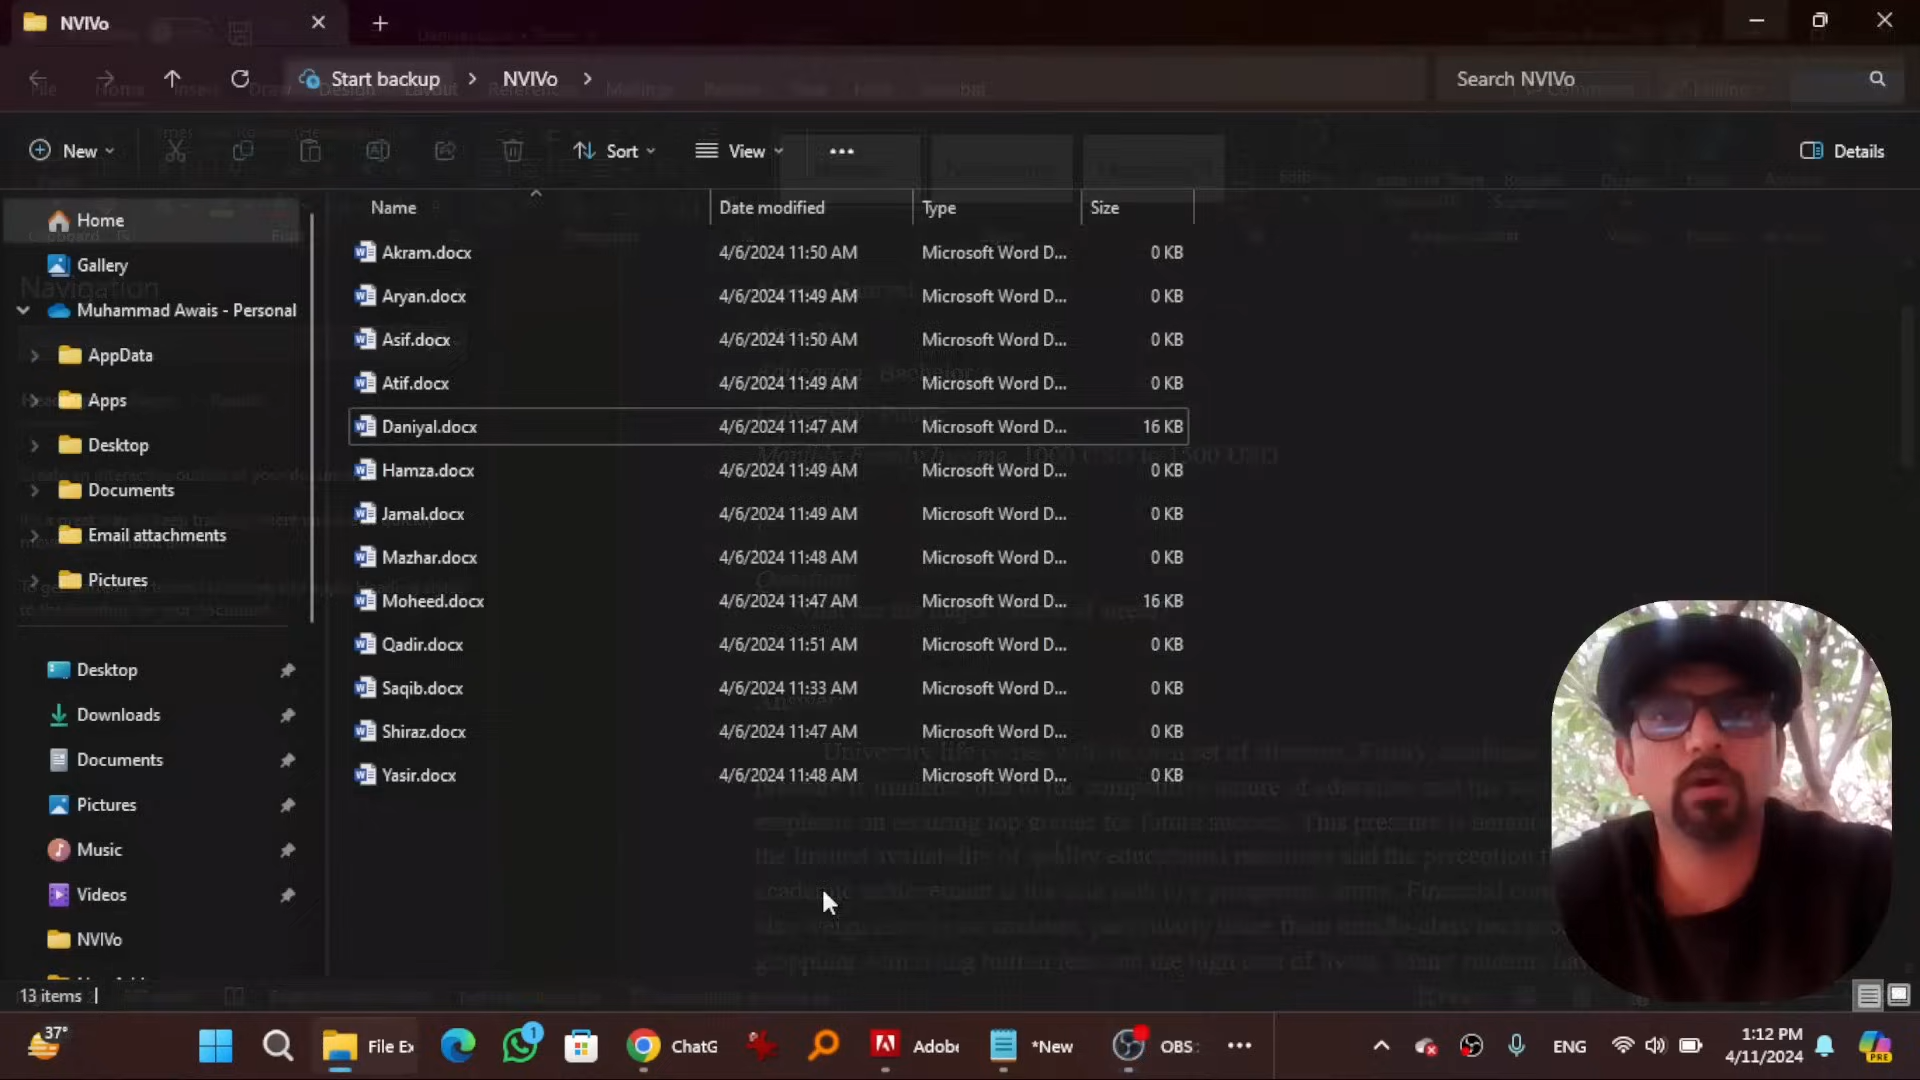 NVIVo
Start backup > NVIVo >
Search NVIVo
New
Sort
View
Details
Name
Date modified
Type
Size
Home
Gallery
Navigation
Muhammad Awais - Personal
AppData
Apps
Desktop
Documents
Email attachments
Pictures
Desktop
Downloads
Documents
Pictures
Music
Videos
NVIVo
Akram.docx 4/6/2024 11:50 AM Microsoft Word D... 0 KB
Aryan.docx 4/6/2024 11:49 AM Microsoft Word D... 0 KB
Asif.docx 4/6/2024 11:50 AM Microsoft Word D... 0 KB
Atif.docx 4/6/2024 11:49 AM Microsoft Word D... 0 KB
Daniyal.docx 4/6/2024 11:47 AM Microsoft Word D... 16 KB
Hamza.docx 4/6/2024 11:49 AM Microsoft Word D... 0 KB
Jamal.docx 4/6/2024 11:49 AM Microsoft Word D... 0 KB
Mazhar.docx 4/6/2024 11:48 AM Microsoft Word D... 0 KB
Moheed.docx 4/6/2024 11:47 AM Microsoft Word D... 16 KB
Qadir.docx 4/6/2024 11:51 AM Microsoft Word D... 0 KB
Saqib.docx 4/6/2024 11:33 AM Microsoft Word D... 0 KB
Shiraz.docx 4/6/2024 11:47 AM Microsoft Word D... 0 KB
Yasir.docx 4/6/2024 11:48 AM Microsoft Word D... 0 KB
13 items
37°
File Ex
1
ChatG
Adobe
*New
OBS
ENG
1:12 PM
4/11/2024
PRE